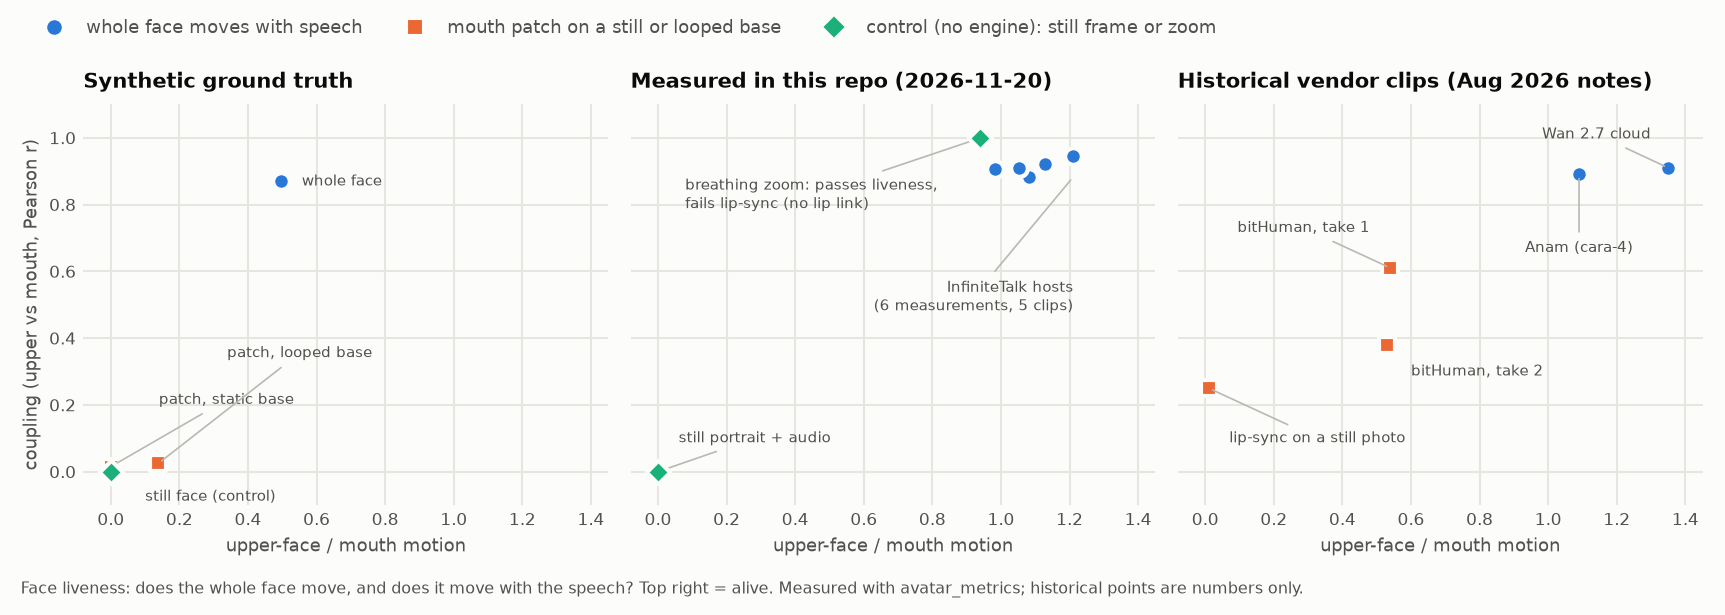 whole face moves with speech
mouth patch on a still or looped base
control (no engine): still frame or zoom
Synthetic ground truth
coupling (upper vs mouth, Pearson r)
1.0
0.8
0.6
0.4
0.2
0.0
whole face
patch, looped base
patch, static base
still face (control)
0.0 0.2 0.4 0.6 0.8 1.0 1.2 1.4
upper-face / mouth motion
Measured in this repo (2026-11-20)
breathing zoom: passes liveness,
fails lip-sync (no lip link)
InfiniteTalk hosts
(6 measurements, 5 clips)
still portrait + audio
0.0 0.2 0.4 0.6 0.8 1.0 1.2 1.4
upper-face / mouth motion
Historical vendor clips (Aug 2026 notes)
Wan 2.7 cloud
bitHuman, take 1
Anam (cara-4)
bitHuman, take 2
lip-sync on a still photo
0.0 0.2 0.4 0.6 0.8 1.0 1.2 1.4
upper-face / mouth motion
Face liveness: does the whole face move, and does it move with the speech? Top right = alive. Measured with avatar_metrics; historical points are numbers only.